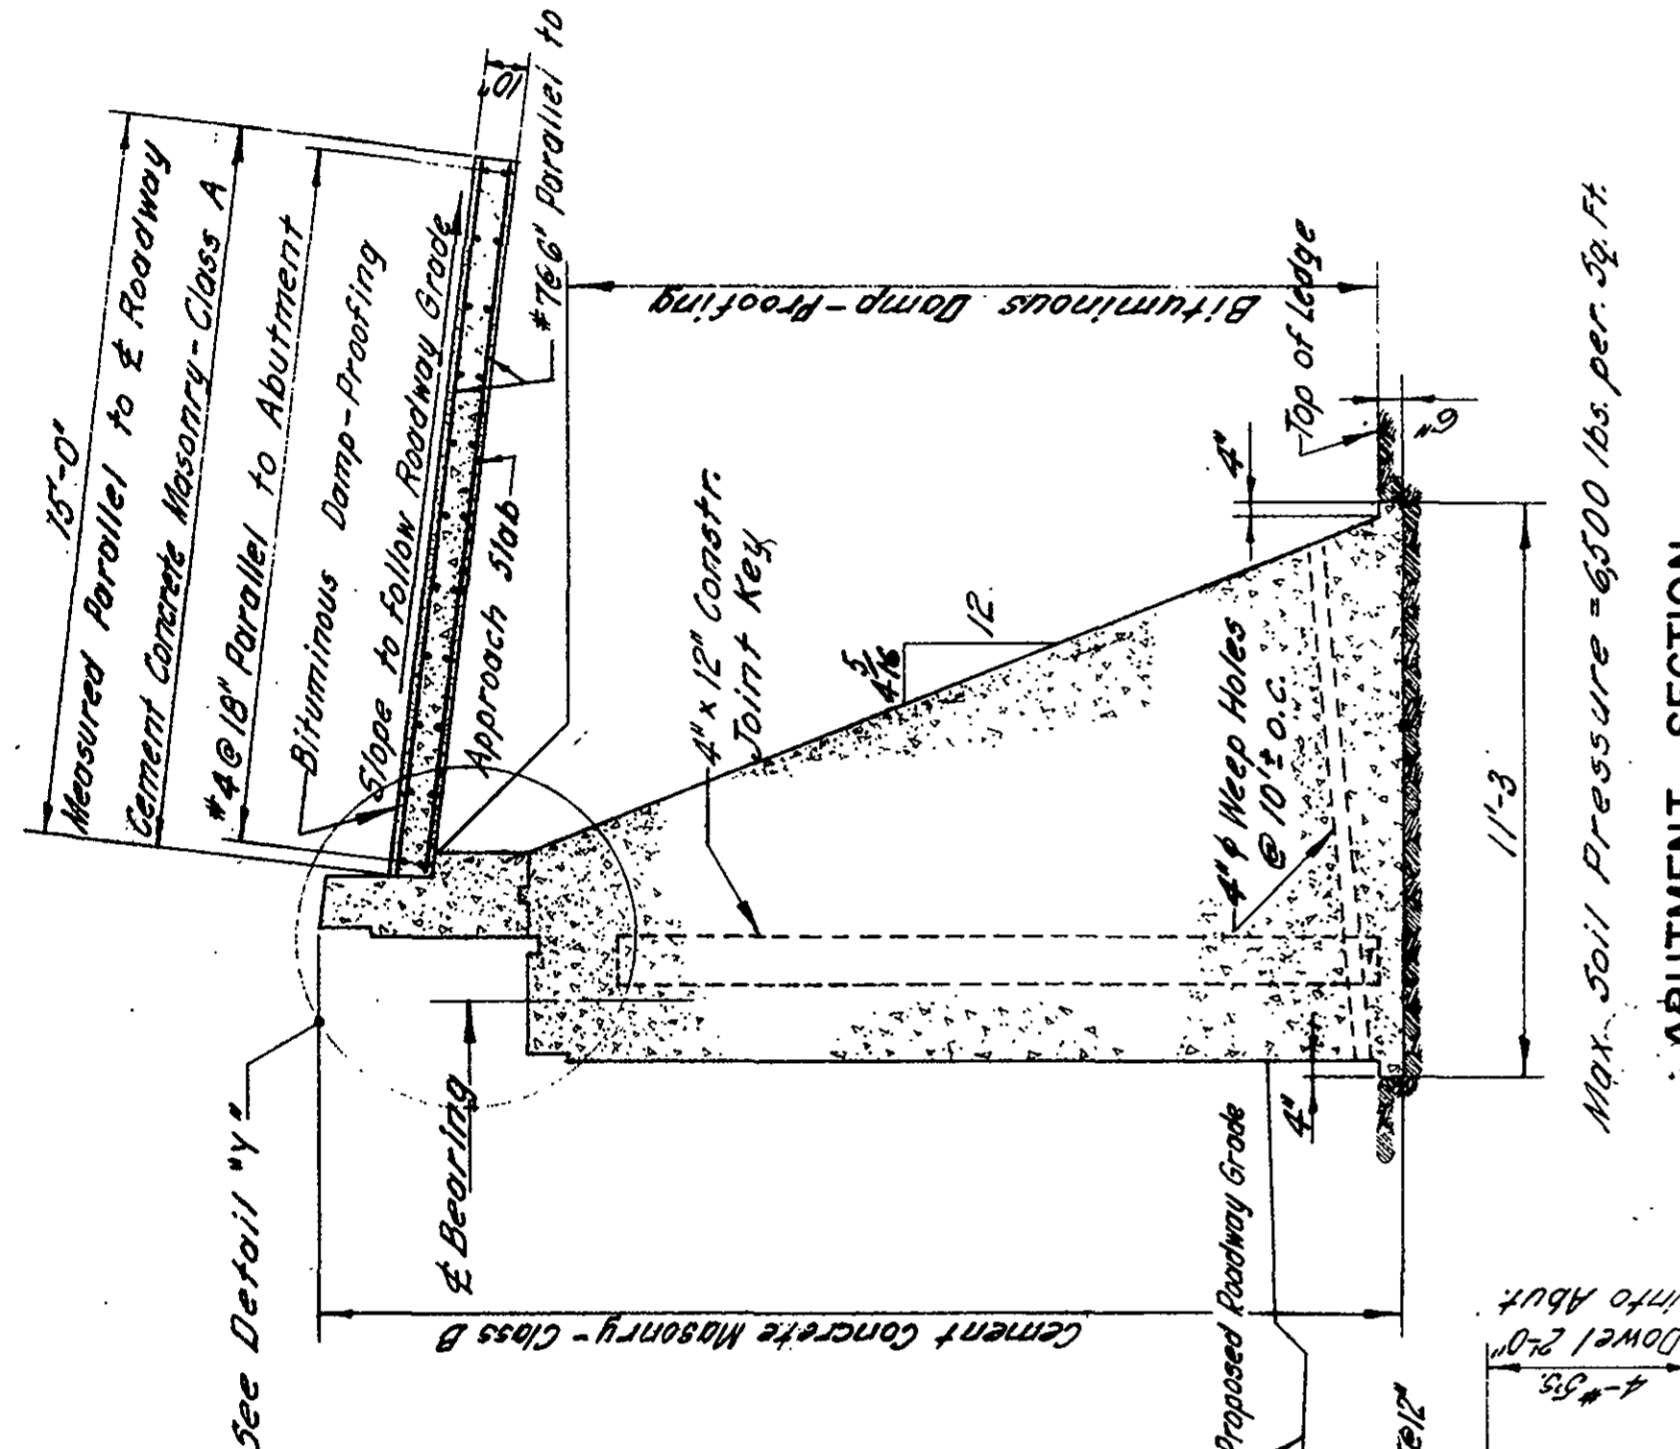 15'-0"
Measured Parallel to ℄ Roadway
Cement Concrete Masonry-Class A
#4@18" Parallel to Abutment
Bituminous Damp-Proofing
Slope to Follow Roadway Grade
Approach Slab
10"
#7@6" Parallel to
See Detail "Y"
℄ Bearing
4" x 12" Constr.
Joint Key
4 5/16
12
Bituminous Damp-Proofing
4" φ Weep Holes
@ 10'± o.c.
4"
Top of Ledge
6"
4"
Cement Concrete Masonry-Class B
Proposed Roadway Grade
11'-3
Max. Soil Pressure = 6,500 lbs. per. Sq. Ft.
ABUTMENT SECTION
4-#5's
Dowel 2'-0"
into Abut.
@12"